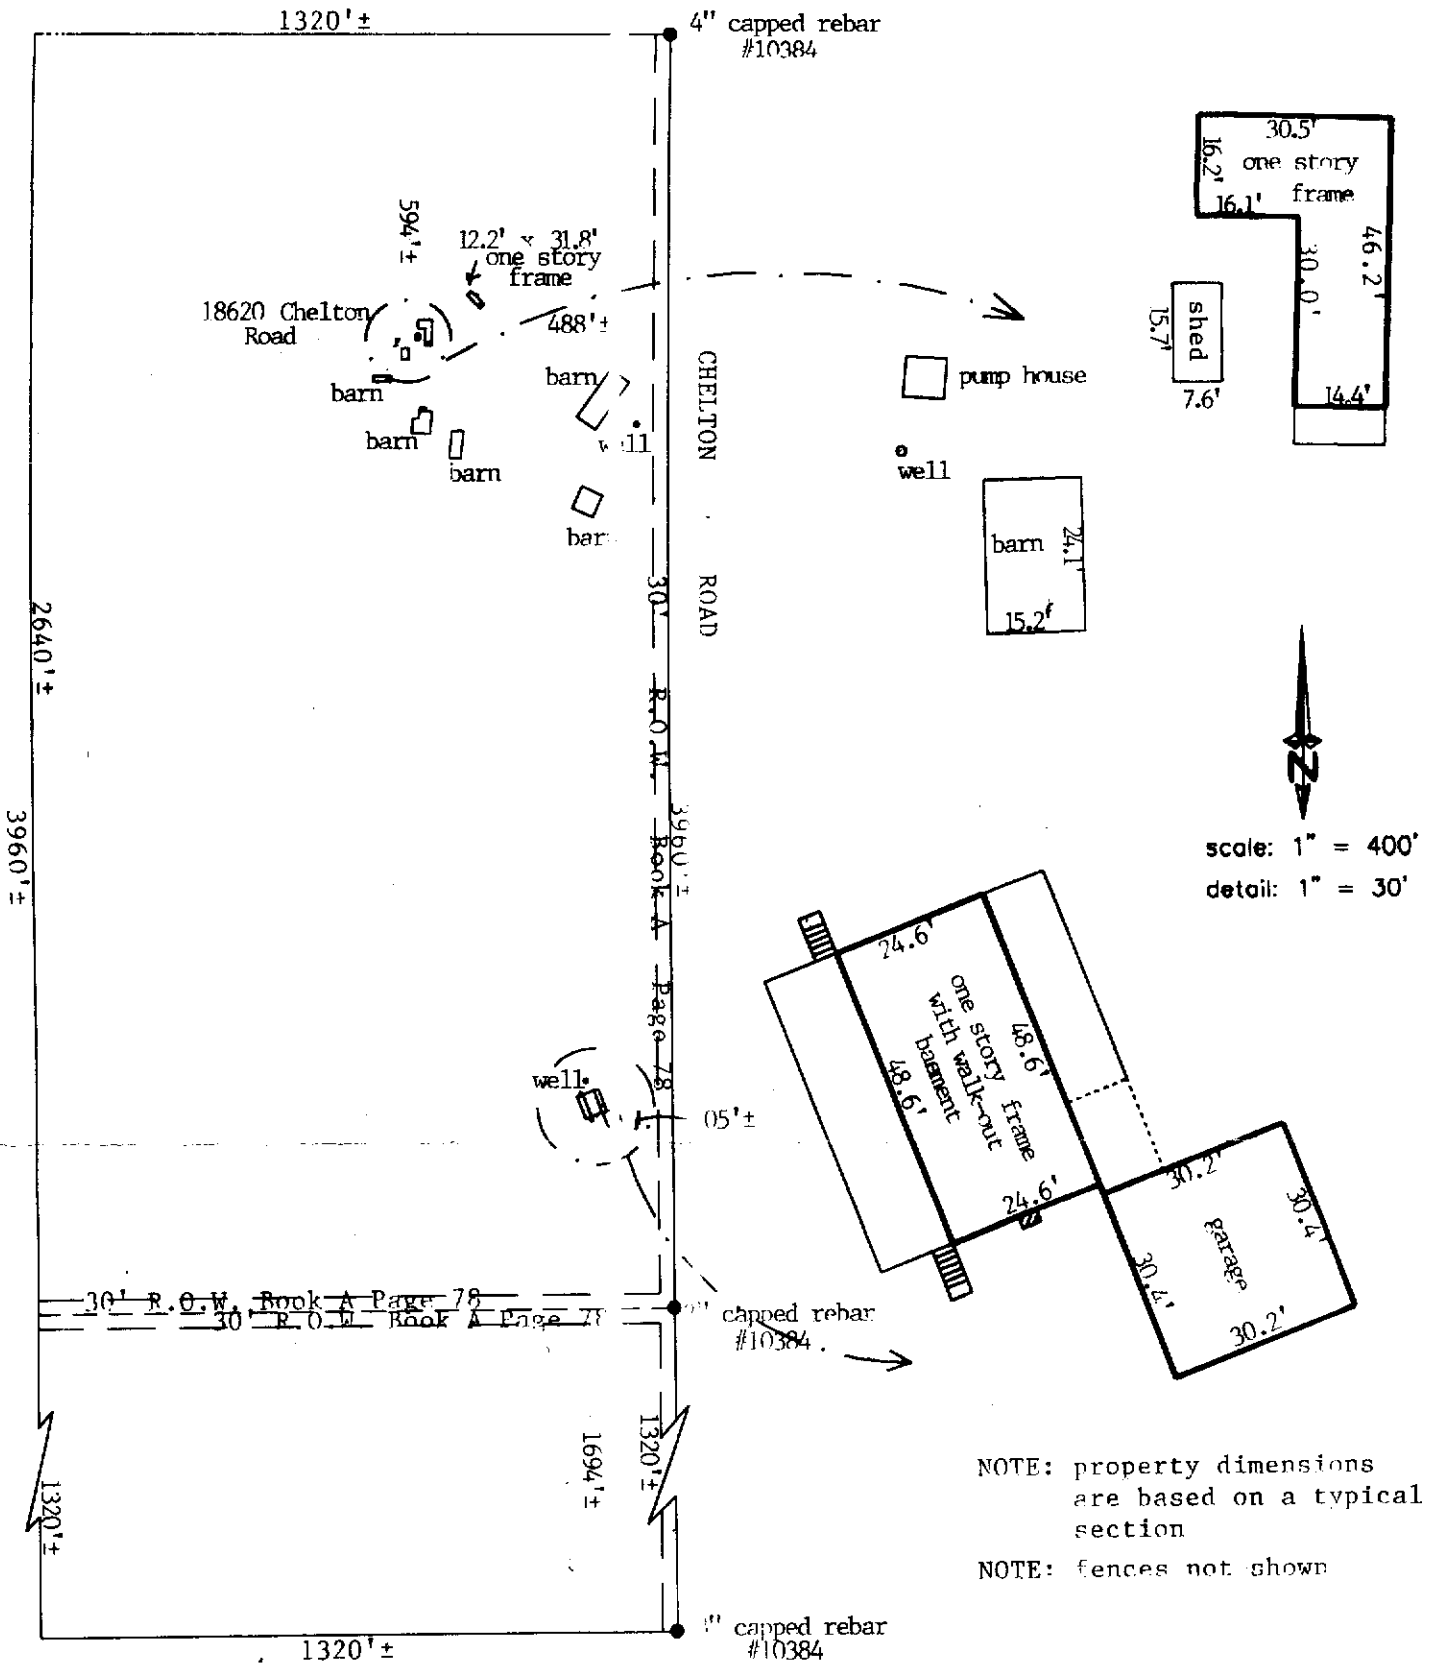 1320'±
4" capped rebar
#10384
30.5'
16.2'
one story
frame
16.1'
30.0'
46.2'
14.4'
shed
15.7'
7.6'
594'±
12.2' x 31.8'
one story
frame
18620 Chelton
Road
488'±
barn
barn
barn
barn
well
CHELTON ROAD
pump house
well
barn
24.1'
15.2'
30' R.O.W. Book A Page 78
2640'±
3960'±
3960'±
N
scale: 1" = 400'
detail: 1" = 30'
24.6'
one story frame
with walk-out
baement
48.6'
48.6'
24.6'
30.2'
30.4'
garage
30.4'
30.2'
well
05'±
30' R.O.W. Book A Page 78
30' R.O.W. Book A Page 78
capped rebar
#10384
1694'±
1320'±
1320'±
NOTE: property dimensions
are based on a typical
section
NOTE: fences not shown
1320'±
capped rebar
#10384